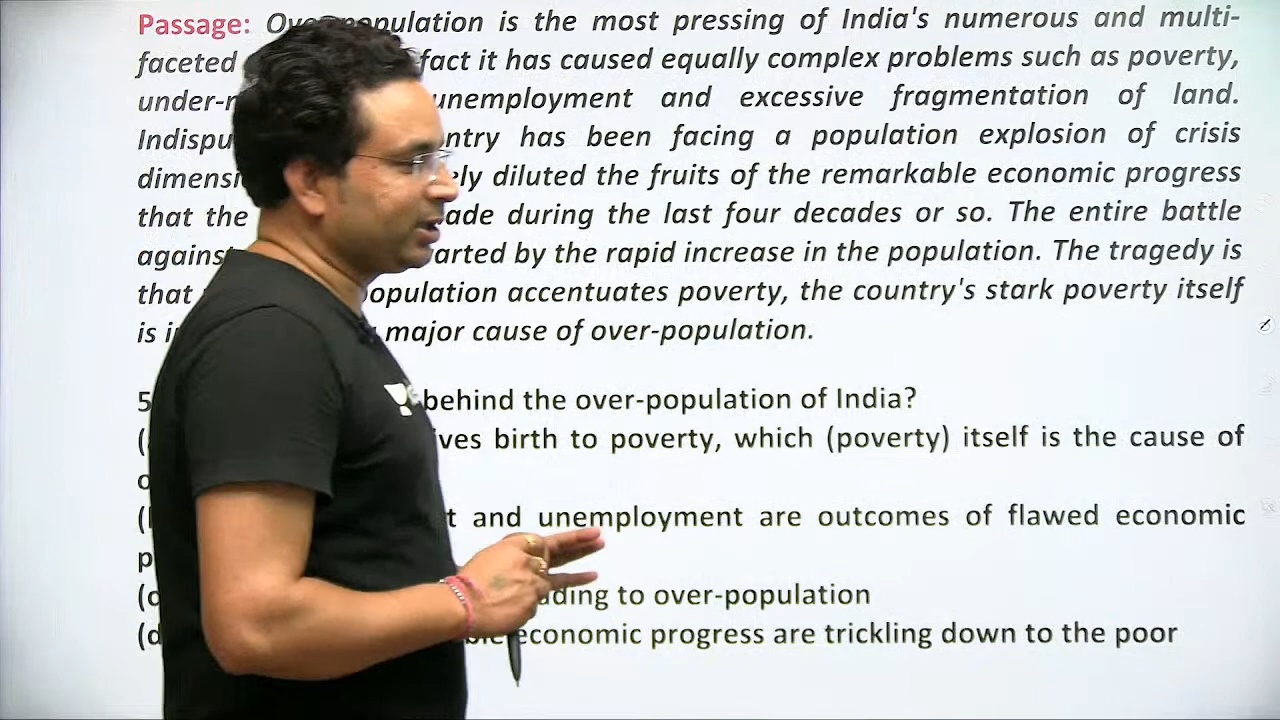 Passage: Over-population is the most pressing of India's numerous and multi-
faceted fact it has caused equally complex problems such as poverty,
under- unemployment and excessive fragmentation of land.
Indispu ntry has been facing a population explosion of crisis
dimensi ely diluted the fruits of the remarkable economic progress
that the ade during the last four decades or so. The entire battle
agains arted by the rapid increase in the population. The tragedy is
that opulation accentuates poverty, the country's stark poverty itself
is i major cause of over-population.
5 behind the over-population of India?
( ives birth to poverty, which (poverty) itself is the cause of
o
( t and unemployment are outcomes of flawed economic
p
( ading to over-population
(d economic progress are trickling down to the poor